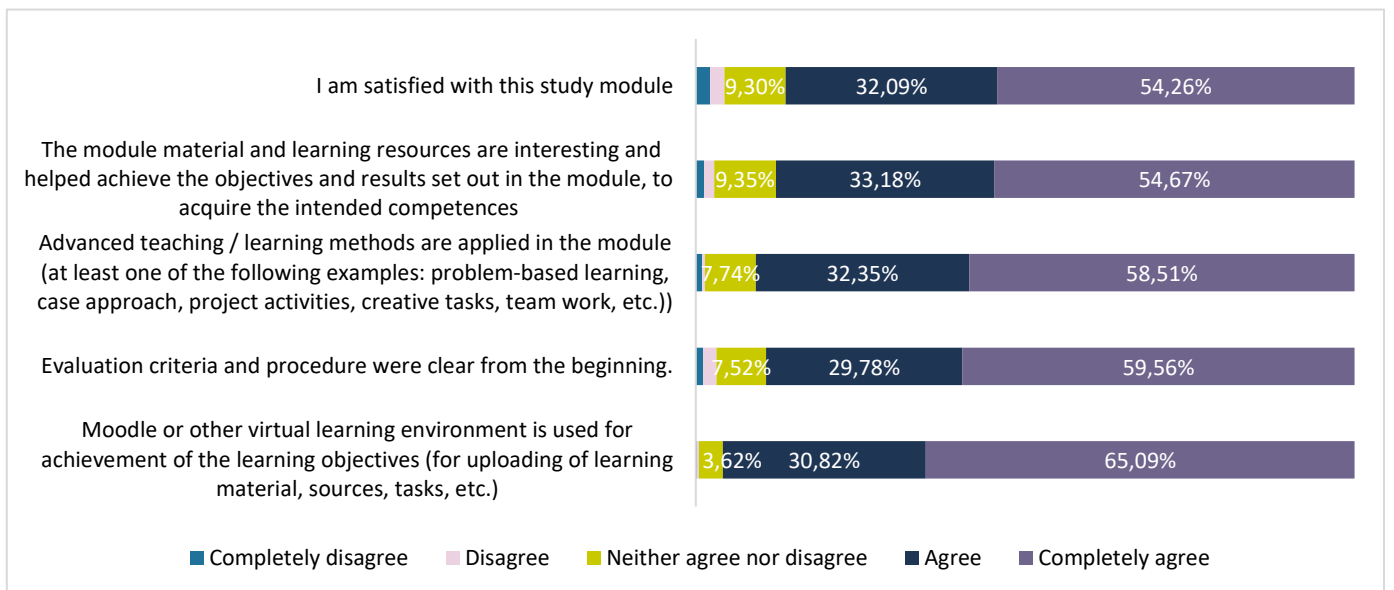 I am satisfied with this study module
9,30% 32,09% 54,26%
The module material and learning resources are interesting and
helped achieve the objectives and results set out in the module, to
acquire the intended competences
9,35% 33,18% 54,67%
Advanced teaching / learning methods are applied in the module
(at least one of the following examples: problem-based learning,
case approach, project activities, creative tasks, team work, etc.))
7,74% 32,35% 58,51%
Evaluation criteria and procedure were clear from the beginning.
7,52% 29,78% 59,56%
Moodle or other virtual learning environment is used for
achievement of the learning objectives (for uploading of learning
material, sources, tasks, etc.)
3,62% 30,82% 65,09%
Completely disagree Disagree Neither agree nor disagree Agree Completely agree